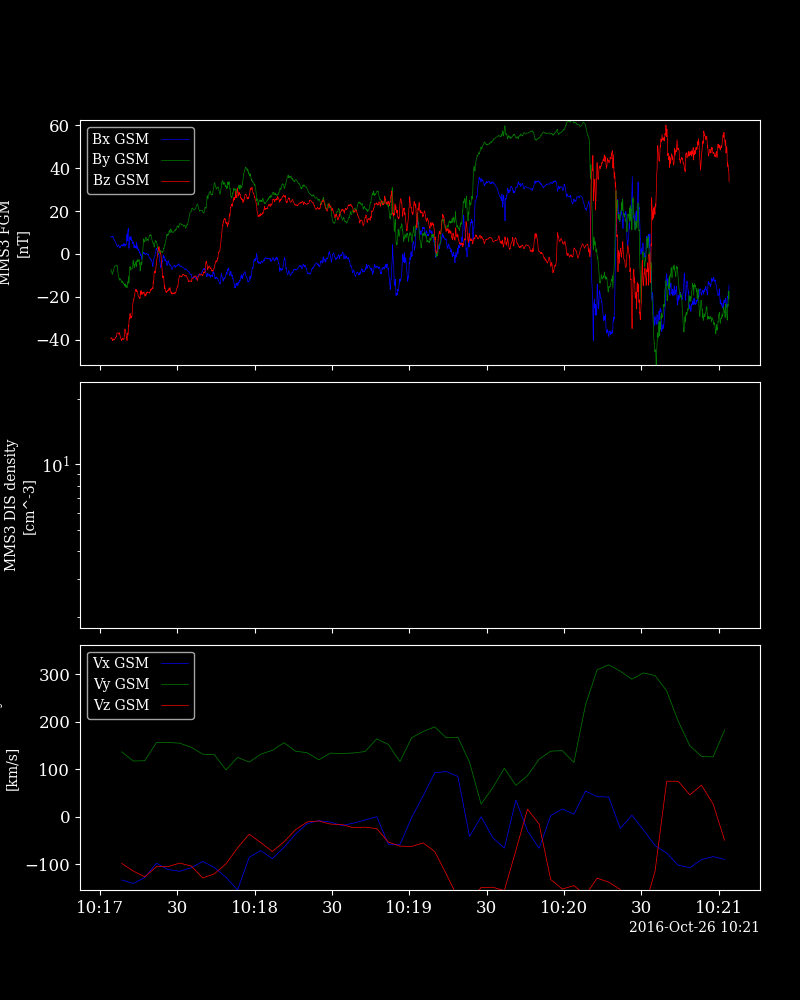 60
40
20
0
−20
−40
MMS3 FGM
[nT]
Bx GSM
By GSM
Bz GSM
10^1
MMS3 DIS density
[cm^-3]
300
200
100
0
−100
[km/s]
Vx GSM
Vy GSM
Vz GSM
10:17 30 10:18 30 10:19 30 10:20 30 10:21
2016-Oct-26 10:21